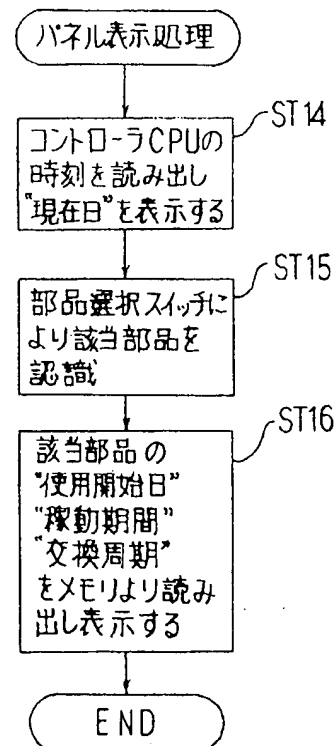 パネル表示処理
ST14
コントローラCPUの
時刻を読み出し
"現在日"を表示する
ST15
部品選択スイッチに
より該当部品を
認識
ST16
該当部品の
"使用開始日"
"稼動期間"
"交換周期"
をメモリより読み
出し表示する
END